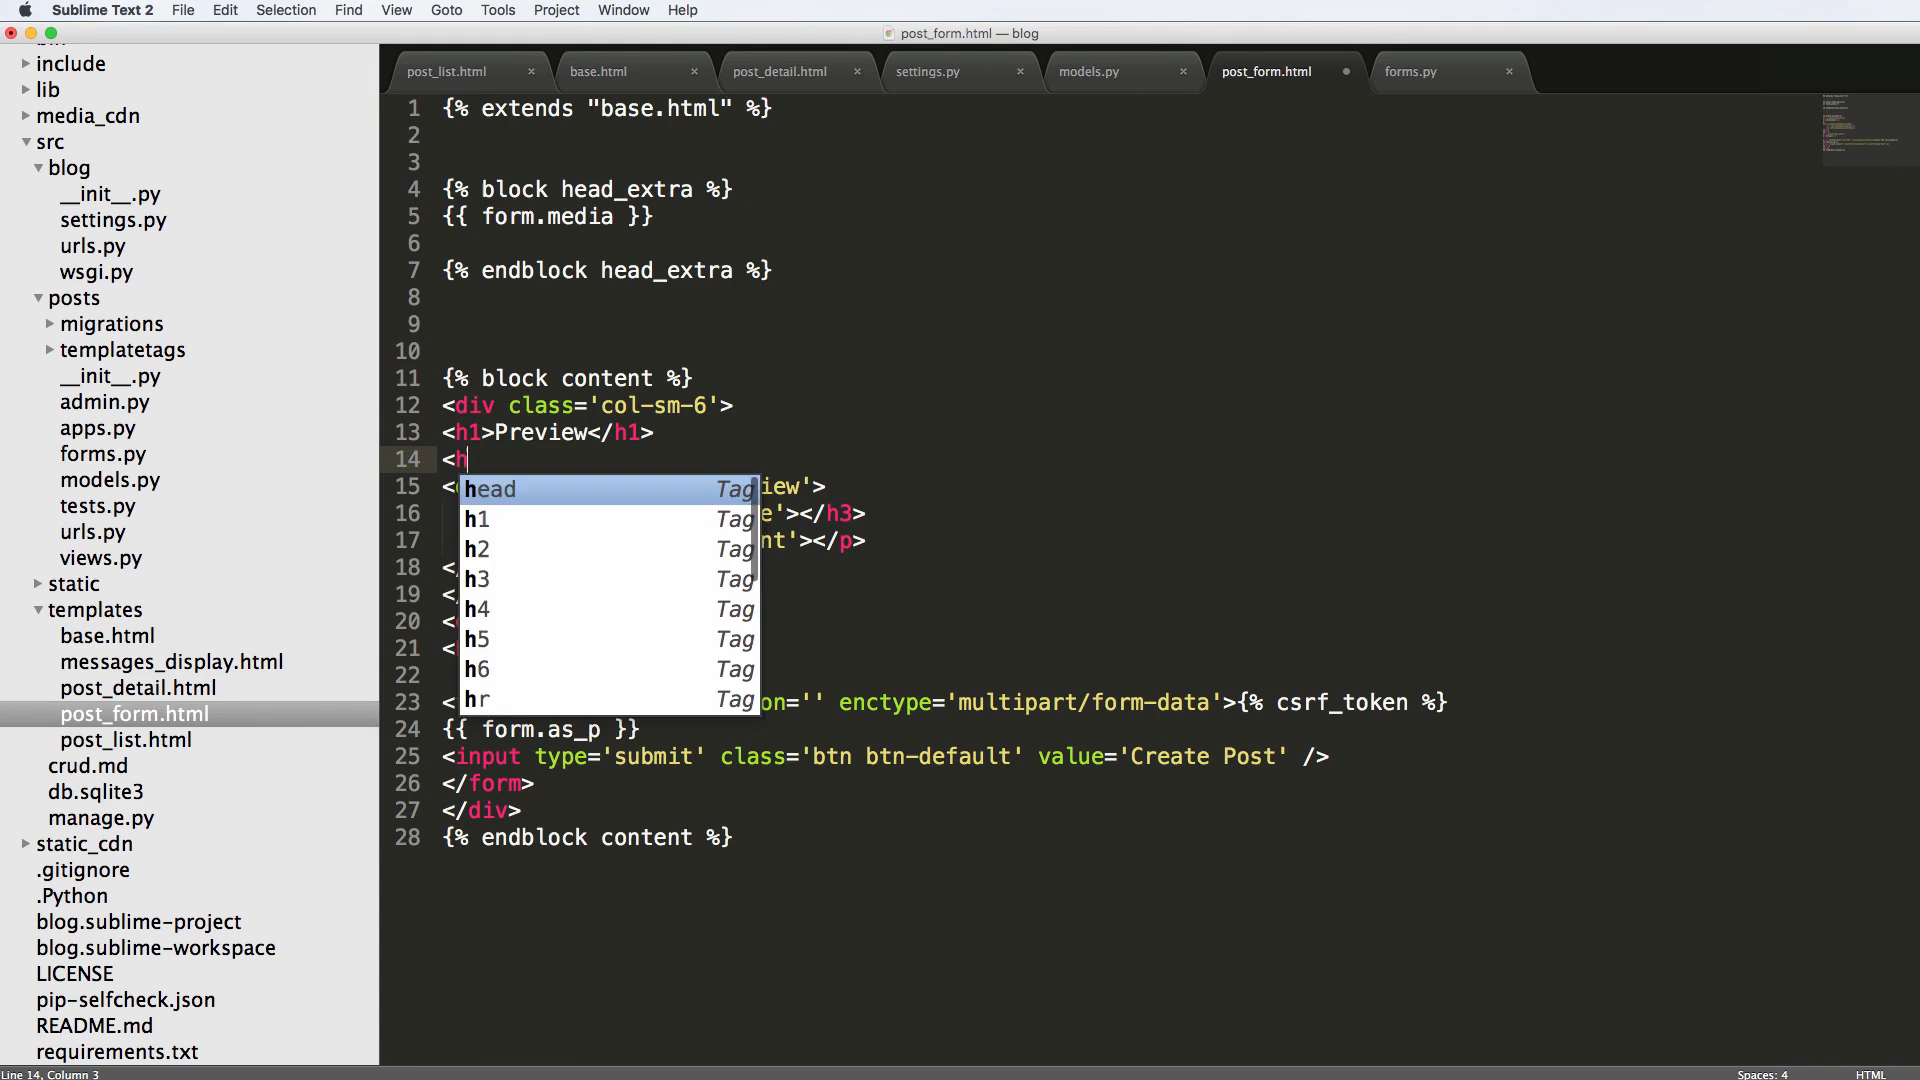 Sublime Text 2 File Edit Selection Find View Goto Tools Project Window Help
post_form.html — blog
include
lib
media_cdn
src
blog
__init__.py
settings.py
urls.py
wsgi.py
posts
migrations
templatetags
__init__.py
admin.py
apps.py
forms.py
models.py
tests.py
urls.py
views.py
static
templates
base.html
messages_display.html
post_detail.html
post_form.html
post_list.html
crud.md
db.sqlite3
manage.py
static_cdn
.gitignore
.Python
blog.sublime-project
blog.sublime-workspace
LICENSE
pip-selfcheck.json
README.md
requirements.txt
post_list.html × base.html × post_detail.html × settings.py × models.py × post_form.html forms.py ×
1 {% extends "base.html" %}
2
3
4 {% block head_extra %}
5 {{ form.media }}
6
7 {% endblock head_extra %}
8
9
10
11 {% block content %}
12 <div class='col-sm-6'>
13 <h1>Preview</h1>
14 <h
15 < iew'>
16 e'></h3>
17 nt'></p>
18 </
19 </
20 <
21 <
22
23 < on='' enctype='multipart/form-data'>{% csrf_token %}
24 {{ form.as_p }}
25 <input type='submit' class='btn btn-default' value='Create Post' />
26 </form>
27 </div>
28 {% endblock content %}
head Tag
h1 Tag
h2 Tag
h3 Tag
h4 Tag
h5 Tag
h6 Tag
hr Tag
Line 14, Column 3 Spaces: 4 HTML